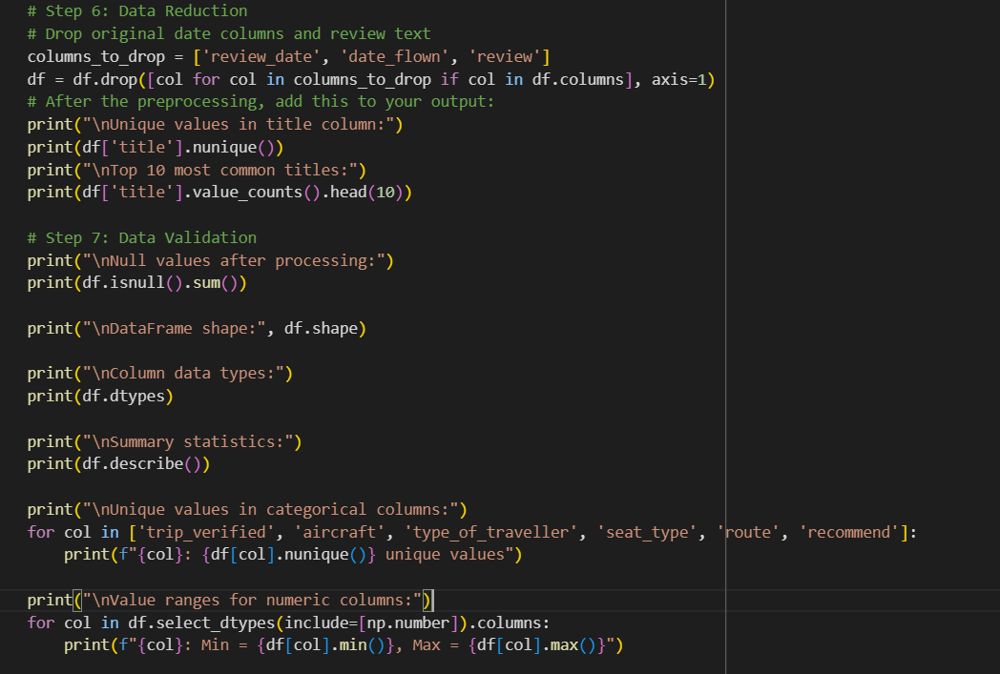 # Step 6: Data Reduction
# Drop original date columns and review text
columns_to_drop = ['review_date', 'date_flown', 'review']
df = df.drop([col for col in columns_to_drop if col in df.columns], axis=1)
# After the preprocessing, add this to your output:
print("\nUnique values in title column:")
print(df['title'].nunique())
print("\nTop 10 most common titles:")
print(df['title'].value_counts().head(10))

# Step 7: Data Validation
print("\nNull values after processing:")
print(df.isnull().sum())

print("\nDataFrame shape:", df.shape)

print("\nColumn data types:")
print(df.dtypes)

print("\nSummary statistics:")
print(df.describe())

print("\nUnique values in categorical columns:")
for col in ['trip_verified', 'aircraft', 'type_of_traveller', 'seat_type', 'route', 'recommend']:
    print(f"{col}: {df[col].nunique()} unique values")

print("\nValue ranges for numeric columns:")
for col in df.select_dtypes(include=[np.number]).columns:
    print(f"{col}: Min = {df[col].min()}, Max = {df[col].max()}")